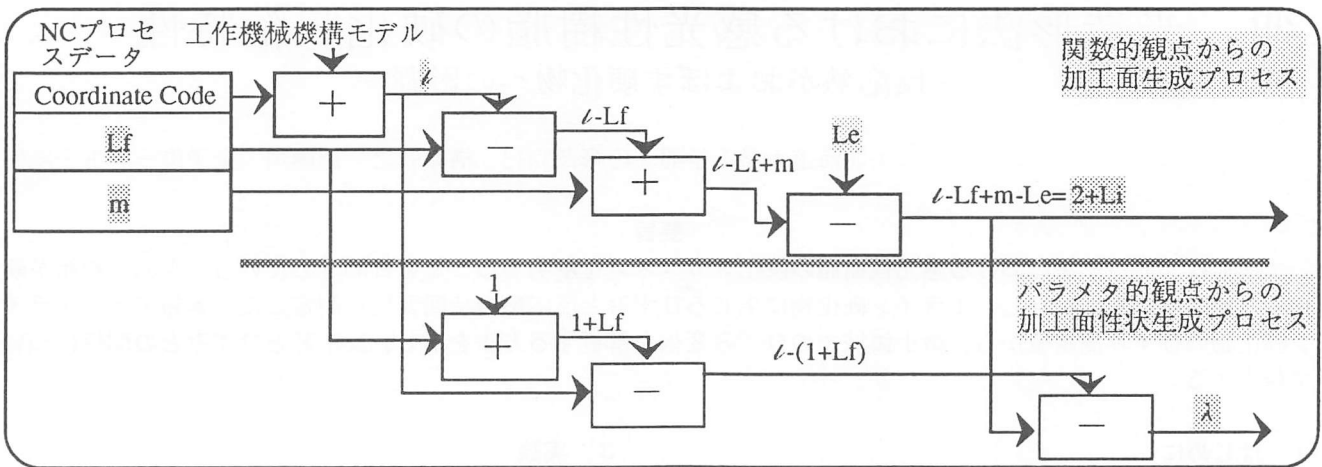 NCプロセ
スデータ
工作機械機構モデル
関数的観点からの
加工面生成プロセス
Coordinate Code
+
ℓ
Lf
−
ℓ-Lf
m
+
ℓ-Lf+m
Le
−
ℓ-Lf+m-Le= 2+Li
パラメタ的観点からの
加工面性状生成プロセス
1
+
1+Lf
−
ℓ-(1+Lf)
−
λ